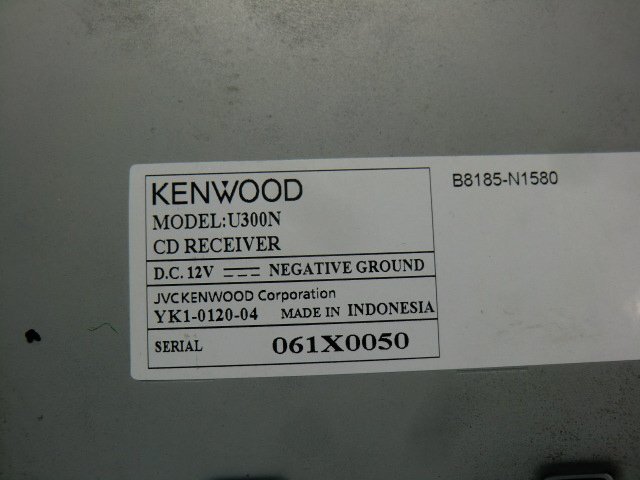 KENWOOD
B8185-N1580
MODEL:U300N
CD RECEIVER
D.C. 12V NEGATIVE GROUND
JVCKENWOOD Corporation
YK1-0120-04 MADE IN INDONESIA
SERIAL 061X0050